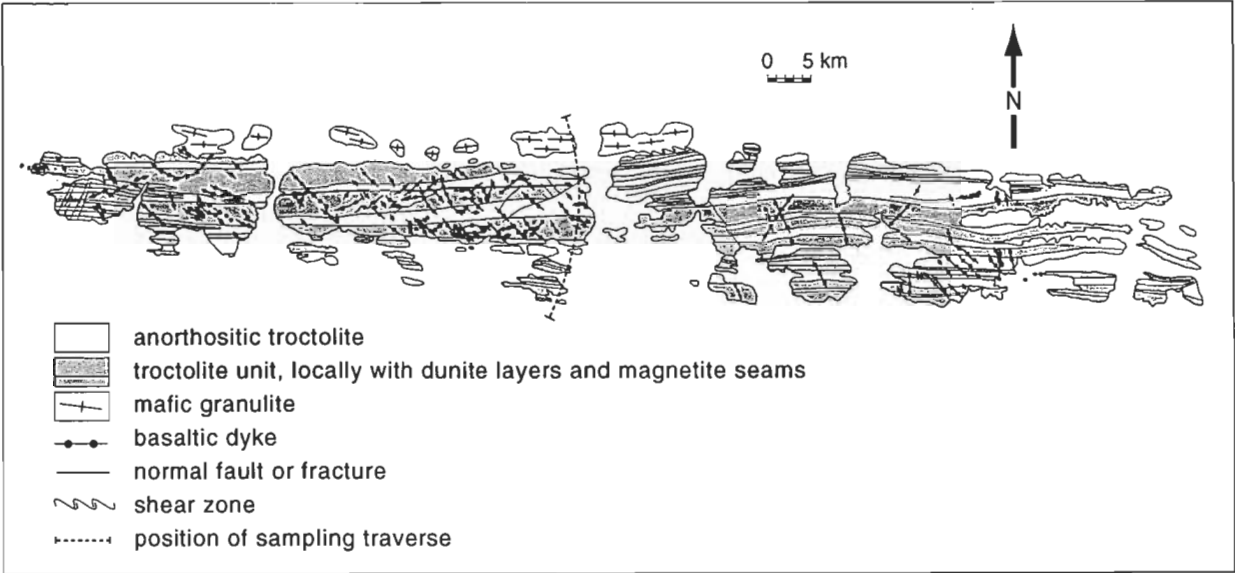 0 5 km
N
anorthositic troctolite
troctolite unit, locally with dunite layers and magnetite seams
mafic granulite
basaltic dyke
normal fault or fracture
shear zone
position of sampling traverse